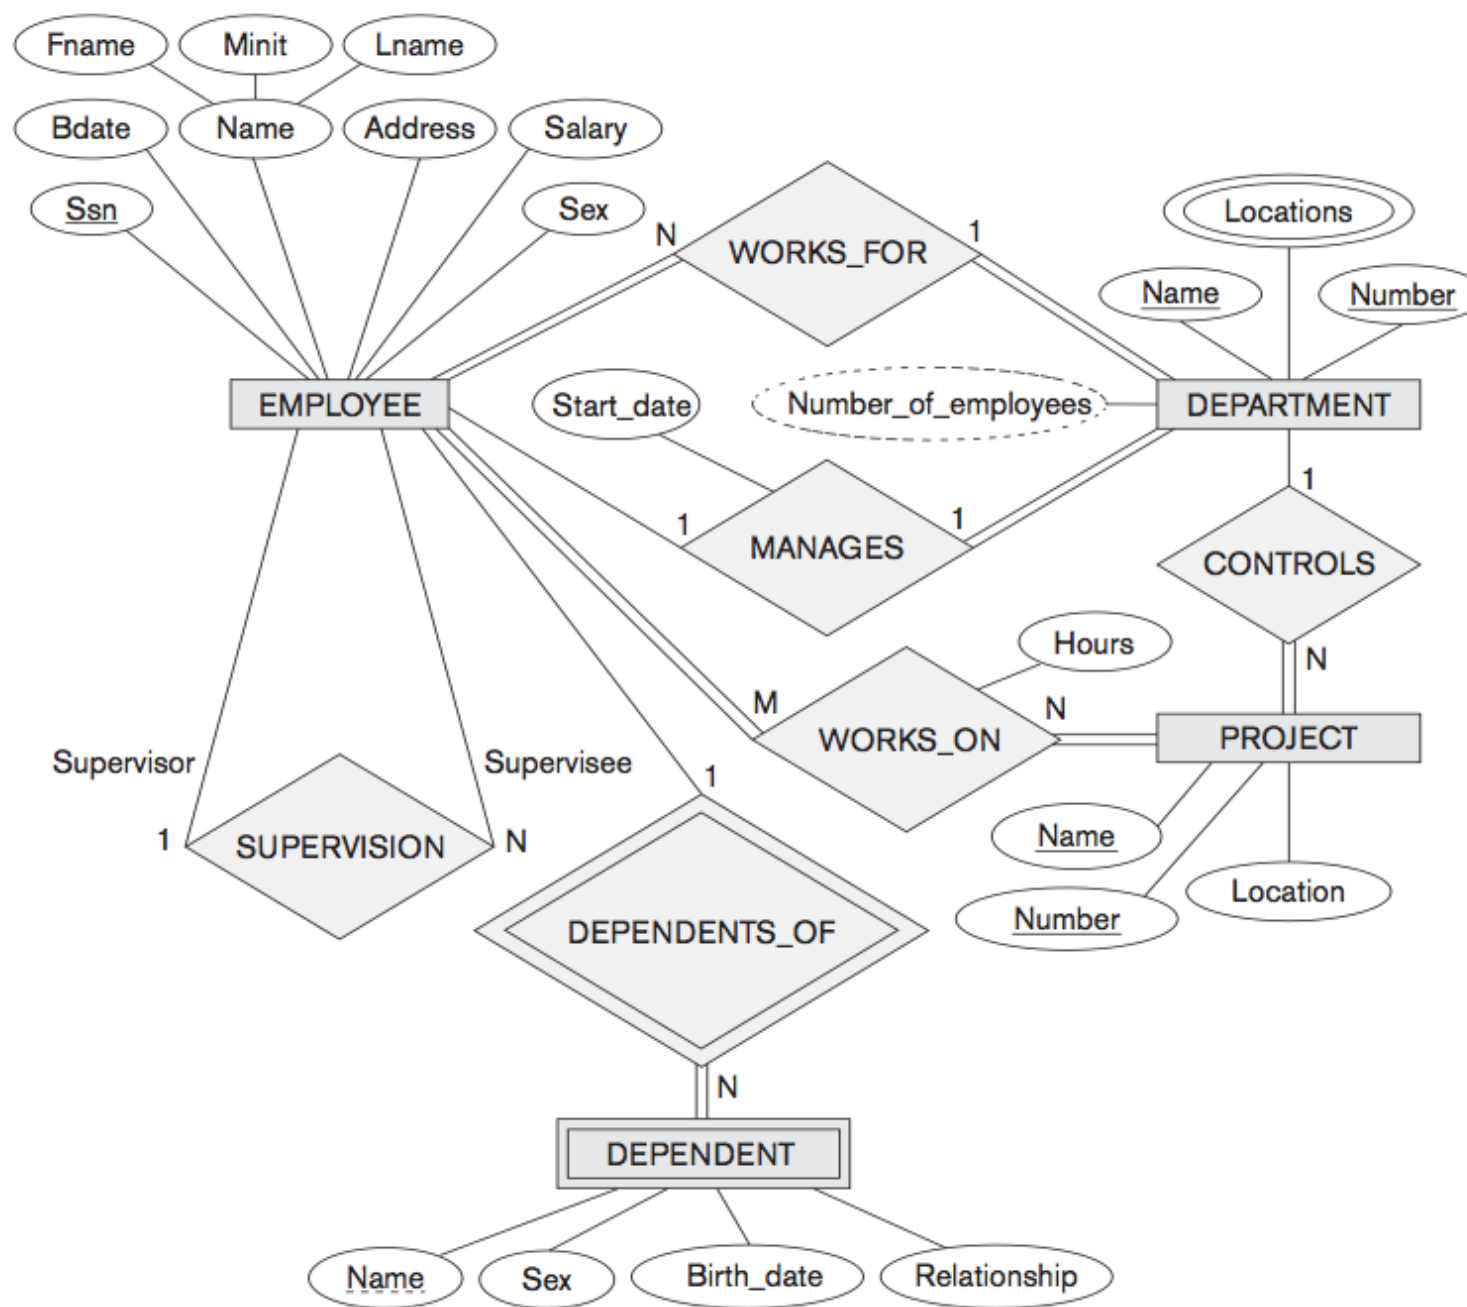 Fname
Minit
Lname
Bdate
Name
Address
Salary
Ssn
Sex
N
WORKS_FOR
1
Locations
Name
Number
EMPLOYEE
Start_date
Number_of_employees
DEPARTMENT
1
MANAGES
1
1
CONTROLS
N
Hours
M
WORKS_ON
N
PROJECT
Supervisor
Supervisee
1
SUPERVISION
N
1
Name
Number
Location
DEPENDENTS_OF
N
DEPENDENT
Name
Sex
Birth_date
Relationship